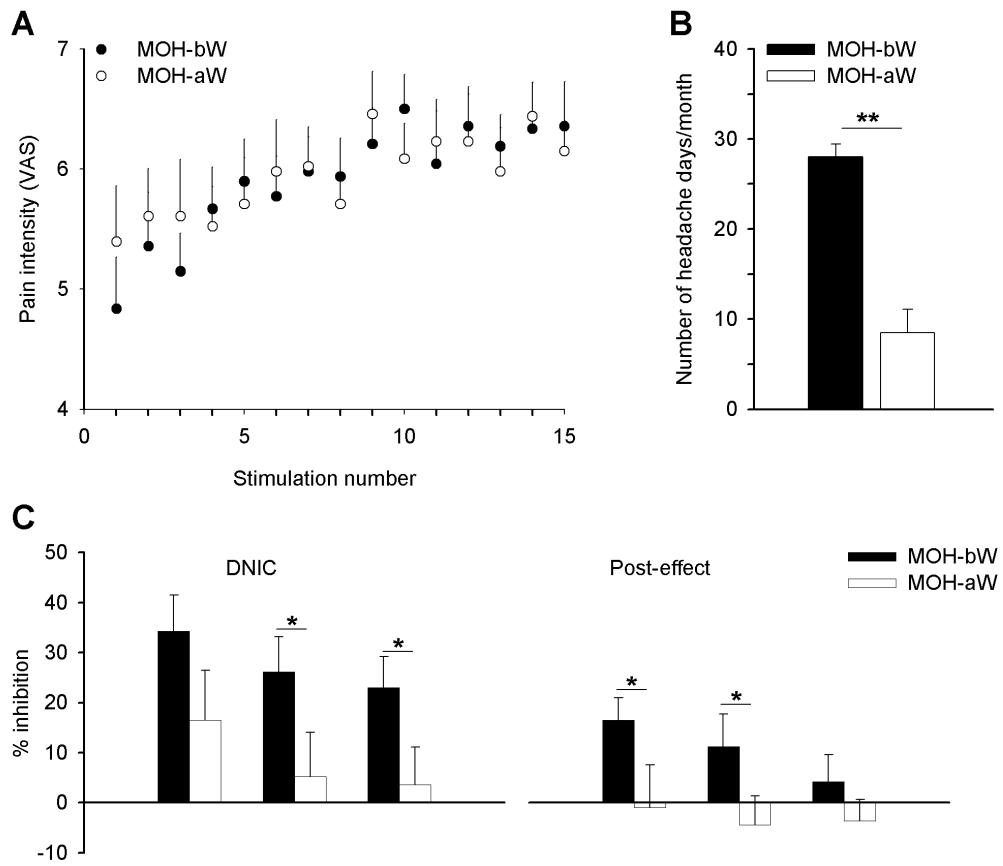 A
7
MOH-bW
MOH-aW
6
5
4
Pain intensity (VAS)
0
5
10
15
Stimulation number
B
40
MOH-bW
MOH-aW
**
30
20
10
0
Number of headache days/month
C
50
40
30
20
10
0
-10
% inhibition
DNIC
*
*
Post-effect
*
*
MOH-bW
MOH-aW